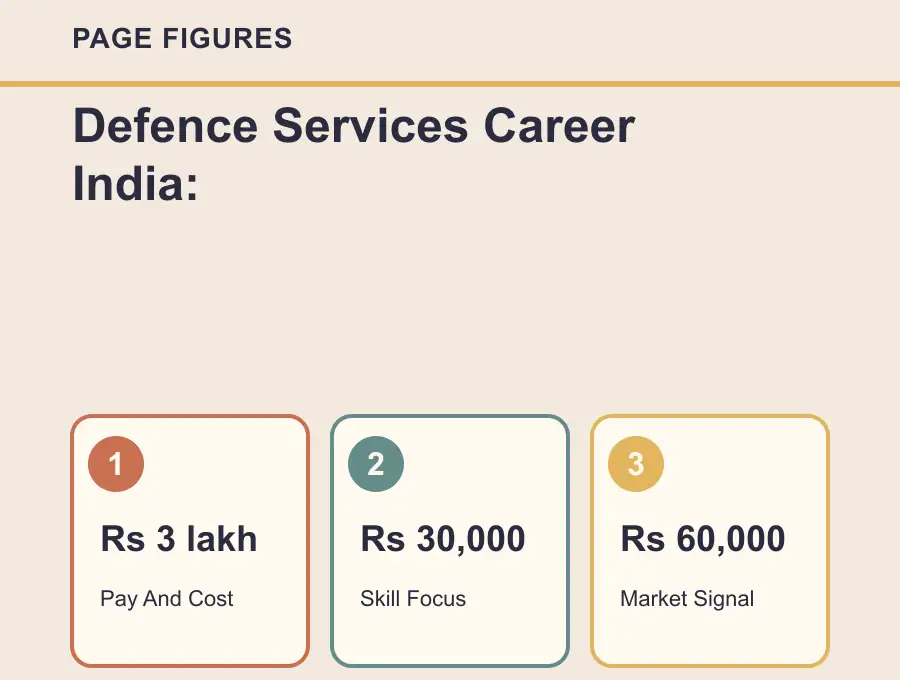 PAGE FIGURES
Defence Services Career
India:
1
Rs 3 lakh
Pay And Cost
2
Rs 30,000
Skill Focus
3
Rs 60,000
Market Signal